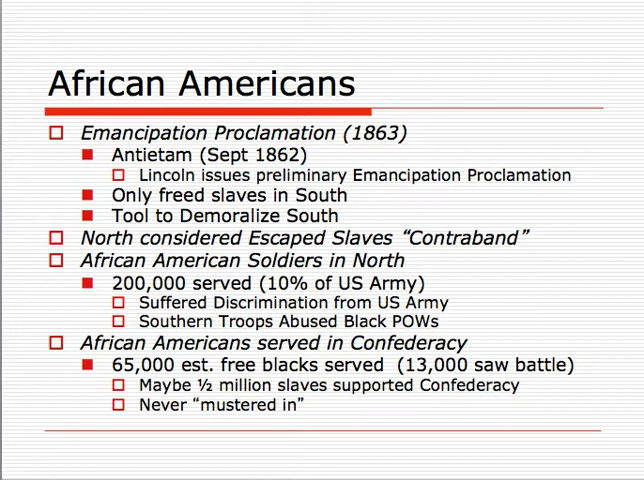 African Americans
Emancipation Proclamation (1863)
Antietam (Sept 1862)
Lincoln issues preliminary Emancipation Proclamation
Only freed slaves in South
Tool to Demoralize South
North considered Escaped Slaves “Contraband”
African American Soldiers in North
200,000 served (10% of US Army)
Suffered Discrimination from US Army
Southern Troops Abused Black POWs
African Americans served in Confederacy
65,000 est. free blacks served (13,000 saw battle)
Maybe ½ million slaves supported Confederacy
Never “mustered in”